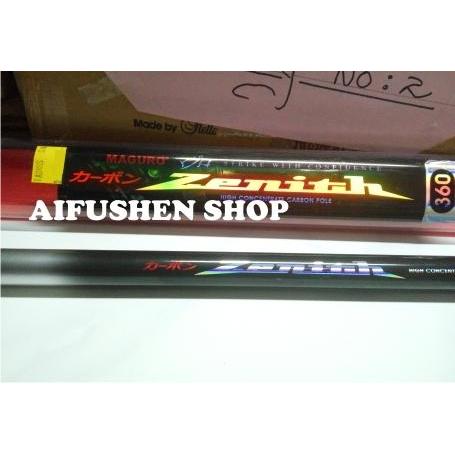 No: 2
Made by Stella
MAGURO
STRIKE WITH CONFIDENCE
カーボン Zenith
HIGH CONCENTRATE CARBON POLE
360
AIFUSHEN SHOP
カーボン Zenith
HIGH CONCENT